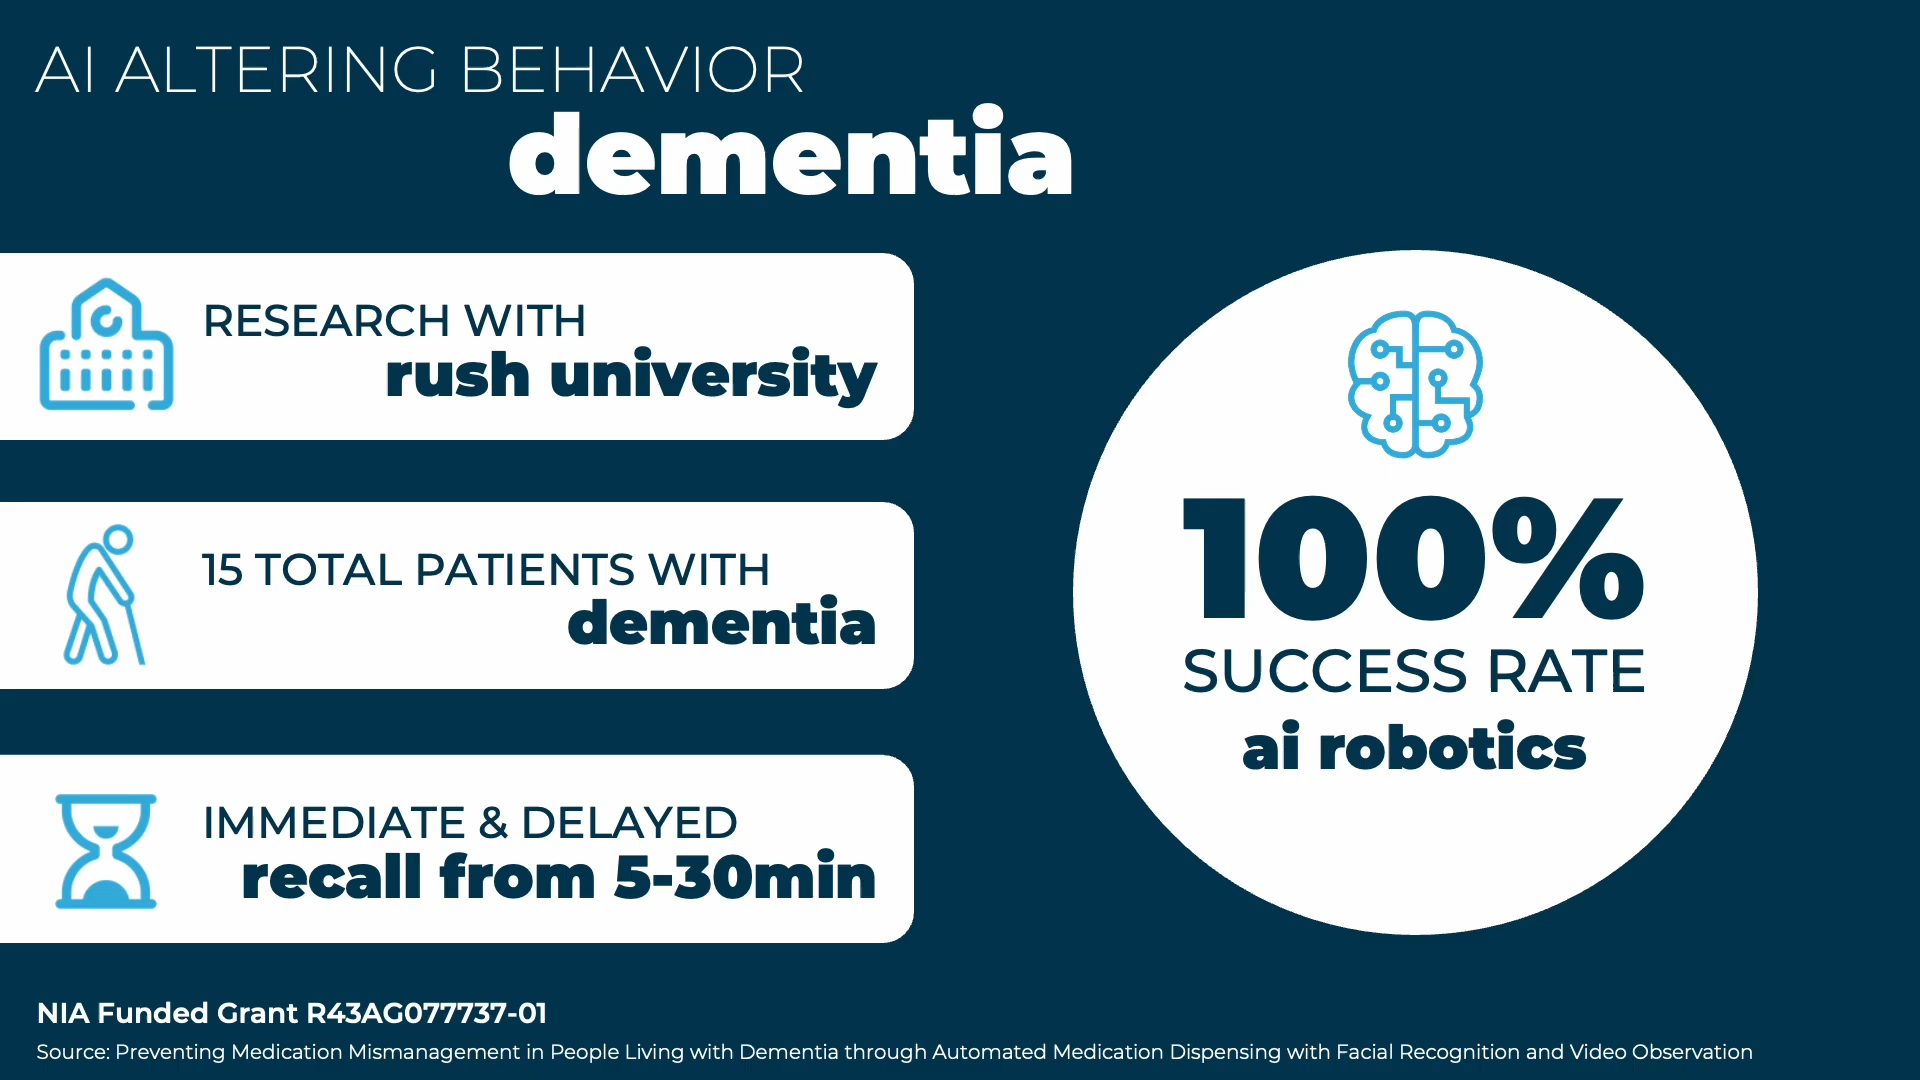 AI ALTERING BEHAVIOR
dementia
RESEARCH WITH
rush university
15 TOTAL PATIENTS WITH
dementia
IMMEDIATE & DELAYED
recall from 5-30min
100%
SUCCESS RATE
ai robotics
NIA Funded Grant R43AG077737-01
Source: Preventing Medication Mismanagement in People Living with Dementia through Automated Medication Dispensing with Facial Recognition and Video Observation